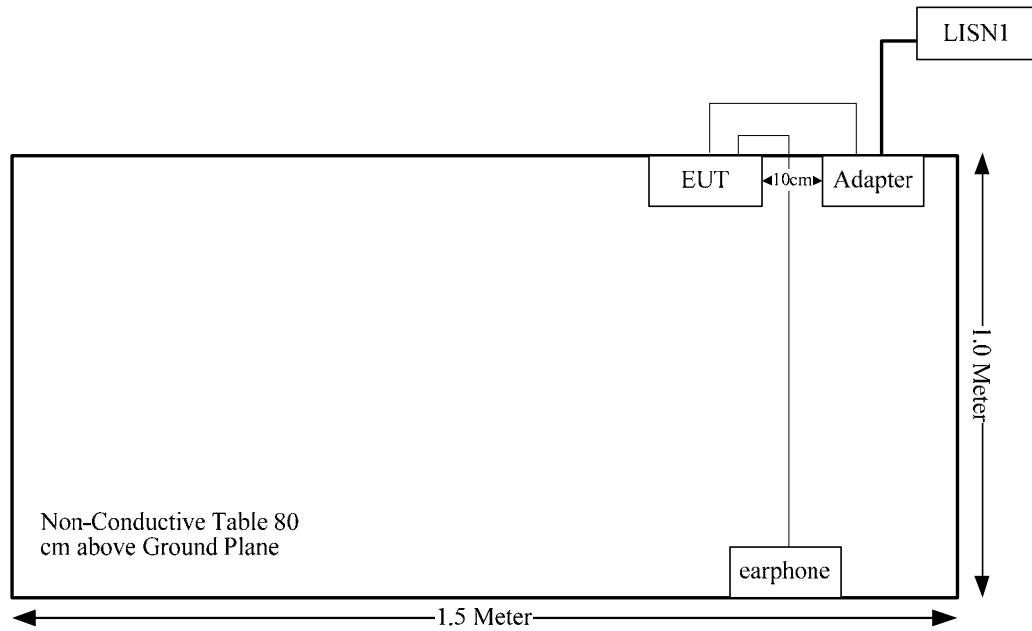 LISN1
EUT
10cm
Adapter
1.0 Meter
Non-Conductive Table 80
cm above Ground Plane
earphone
1.5 Meter